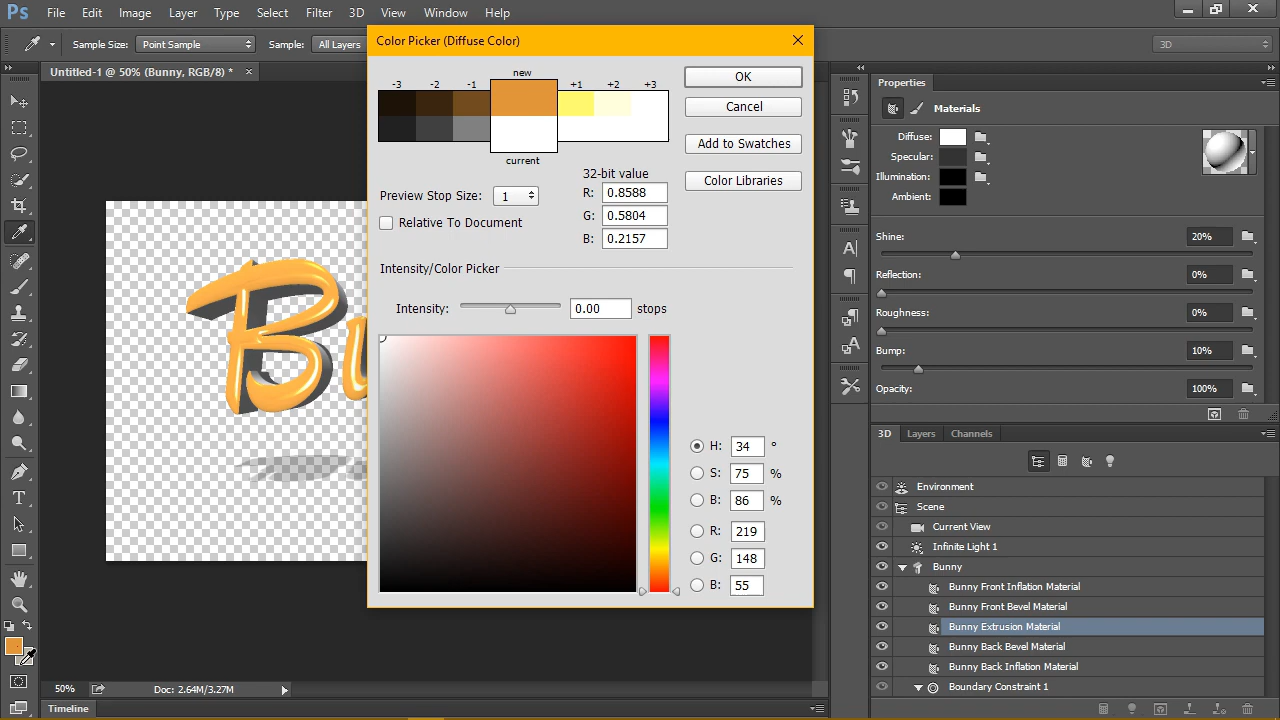 Ps File Edit Image Layer Type Select Filter 3D View Window Help
Sample Size: Point Sample Sample: All Layers 3D
Untitled-1 @ 50% (Bunny, RGB/8) * ×
Color Picker (Diffuse Color)
new
-3 -2 -1 +1 +2 +3
current
OK
Cancel
Add to Swatches
Color Libraries
Preview Stop Size: 1
Relative To Document
32-bit value
R: 0.8588
G: 0.5804
B: 0.2157
Intensity/Color Picker
Intensity: 0.00 stops
H: 34 °
S: 75 %
B: 86 %
R: 219
G: 148
B: 55
Bu
Properties
Materials
Diffuse:
Specular:
Illumination:
Ambient:
Shine: 20%
Reflection: 0%
Roughness: 0%
Bump: 10%
Opacity: 100%
3D Layers Channels
Environment
Scene
Current View
Infinite Light 1
Bunny
Bunny Front Inflation Material
Bunny Front Bevel Material
Bunny Extrusion Material
Bunny Back Bevel Material
Bunny Back Inflation Material
Boundary Constraint 1
50% Doc: 2.64M/3.27M
Timeline